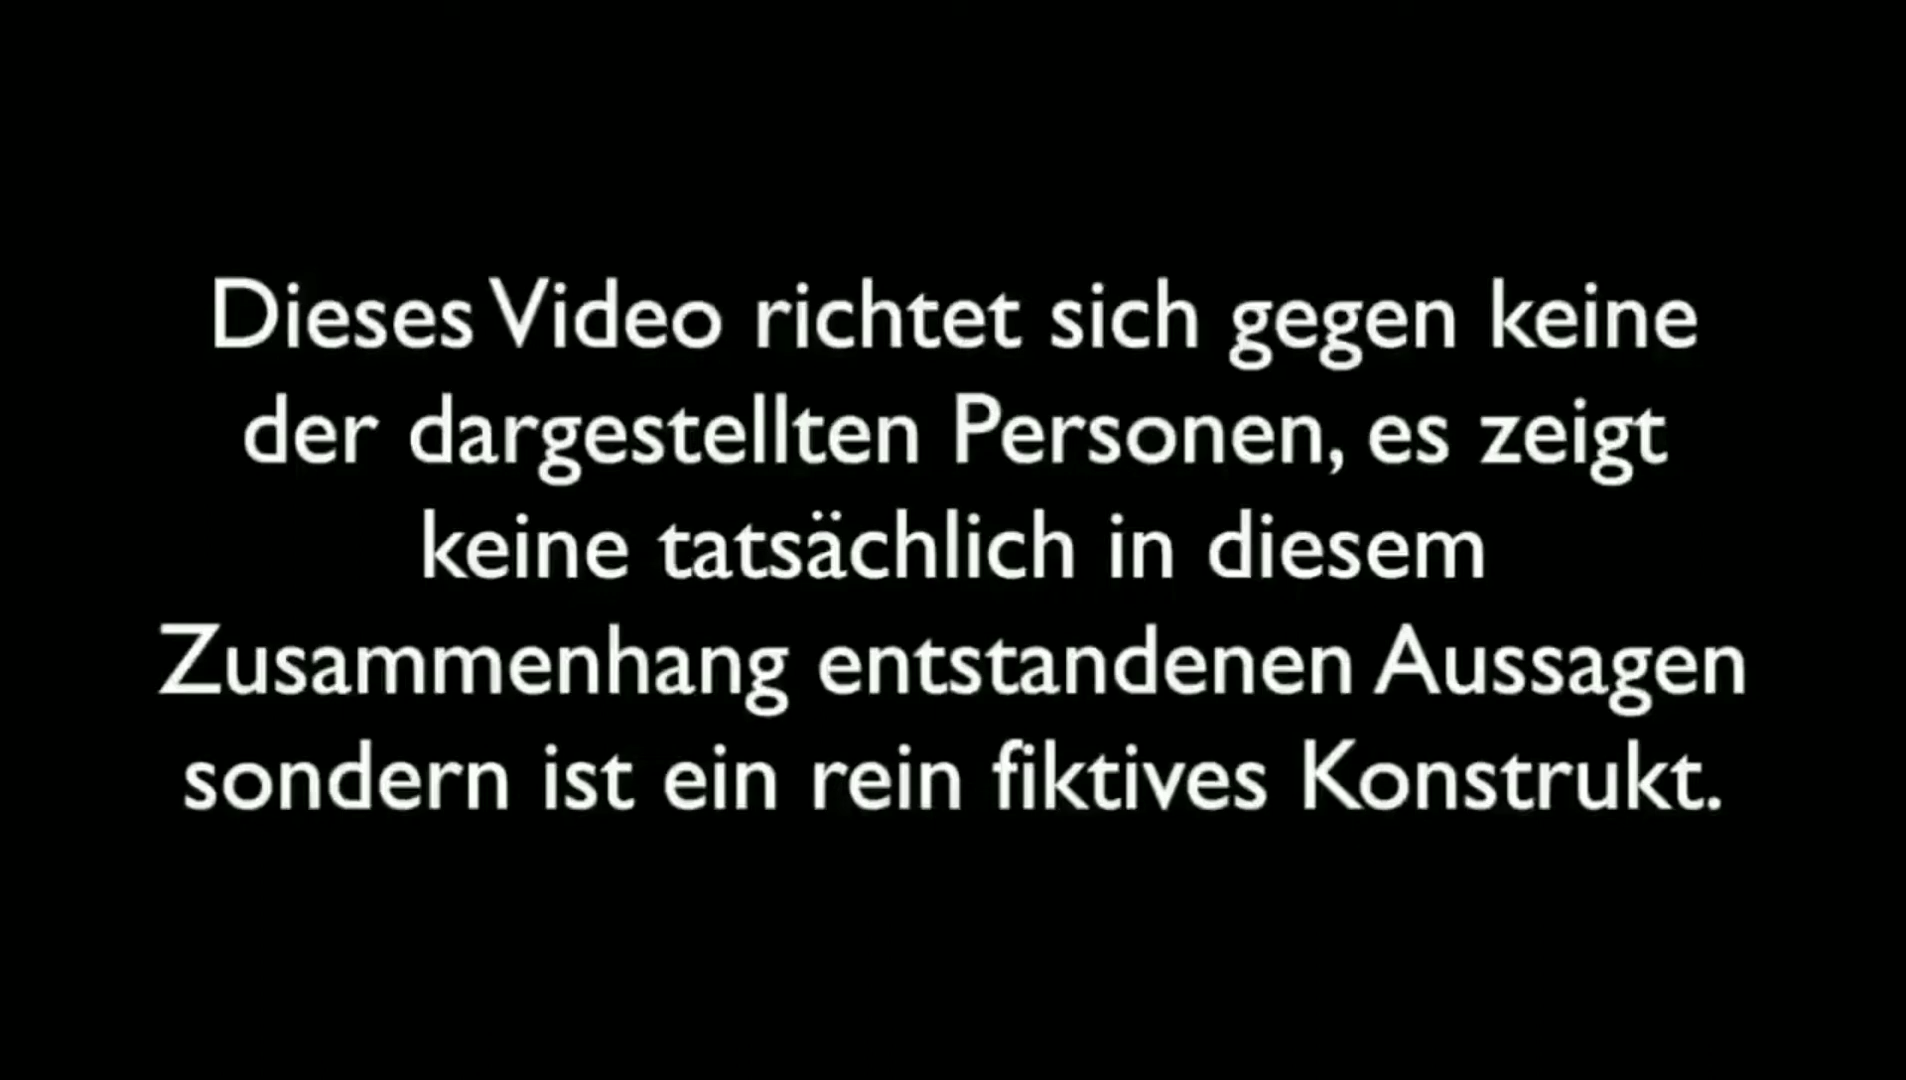 Dieses Video richtet sich gegen keine
der dargestellten Personen, es zeigt
keine tatsächlich in diesem
Zusammenhang entstandenen Aussagen
sondern ist ein rein fiktives Konstrukt.